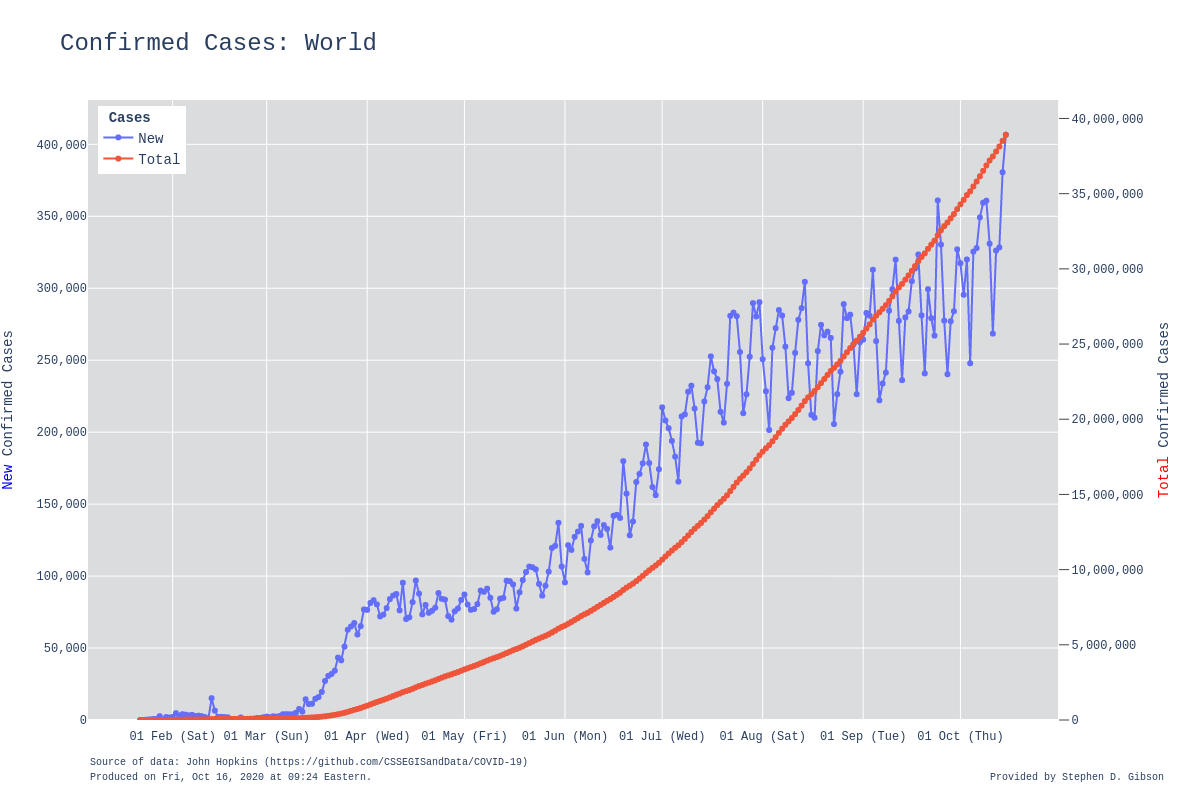 Confirmed Cases: World
Cases
New
Total
400,000
350,000
300,000
250,000
200,000
150,000
100,000
50,000
0
New Confirmed Cases
40,000,000
35,000,000
30,000,000
25,000,000
20,000,000
15,000,000
10,000,000
5,000,000
0
Total Confirmed Cases
01 Feb (Sat) 01 Mar (Sun) 01 Apr (Wed) 01 May (Fri) 01 Jun (Mon) 01 Jul (Wed) 01 Aug (Sat) 01 Sep (Tue) 01 Oct (Thu)
Source of data: John Hopkins (https://github.com/CSSEGISandData/COVID-19)
Produced on Fri, Oct 16, 2020 at 09:24 Eastern.
Provided by Stephen D. Gibson